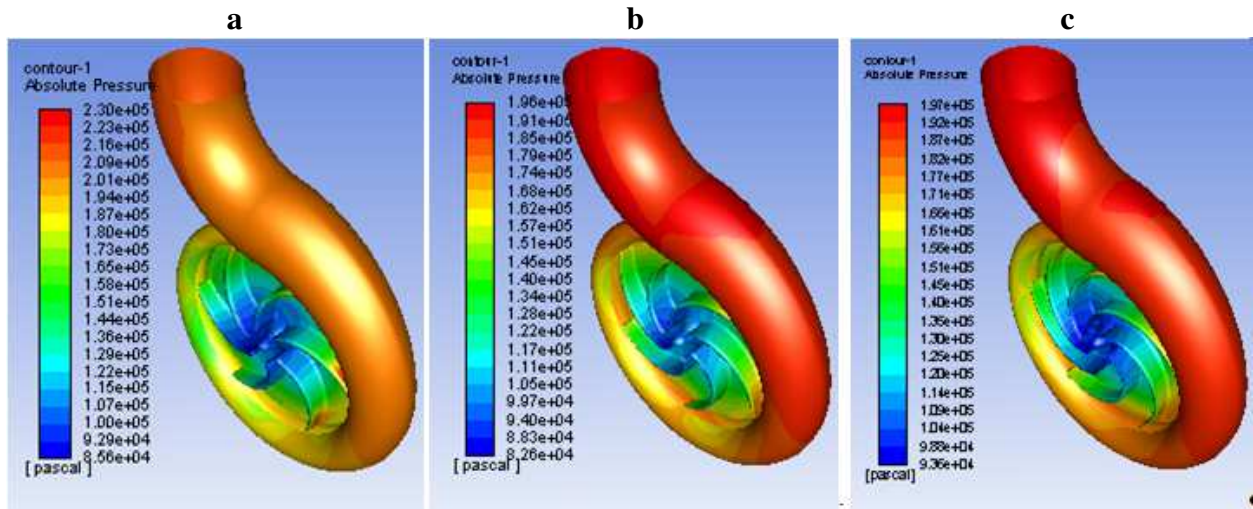 a
b
c
contour-1
Absolute Pressure
2.30e+05
2.23e+05
2.16e+05
2.09e+05
2.01e+05
1.94e+05
1.87e+05
1.80e+05
1.73e+05
1.65e+05
1.58e+05
1.51e+05
1.44e+05
1.36e+05
1.29e+05
1.22e+05
1.15e+05
1.07e+05
1.00e+05
9.29e+04
8.56e+04
[pascal]
contour-1
Absolute Pressure
1.96e+05
1.91e+05
1.85e+05
1.79e+05
1.74e+05
1.68e+05
1.62e+05
1.57e+05
1.51e+05
1.45e+05
1.40e+05
1.34e+05
1.28e+05
1.22e+05
1.17e+05
1.11e+05
1.05e+05
9.97e+04
9.40e+04
8.83e+04
8.26e+04
[pascal]
contour-1
Absolute Pressure
1.97e+05
1.92e+05
1.87e+05
1.82e+05
1.77e+05
1.71e+05
1.66e+05
1.61e+05
1.56e+05
1.51e+05
1.45e+05
1.40e+05
1.35e+05
1.30e+05
1.25e+05
1.20e+05
1.14e+05
1.09e+05
1.04e+05
9.88e+04
9.36e+04
[pascal]